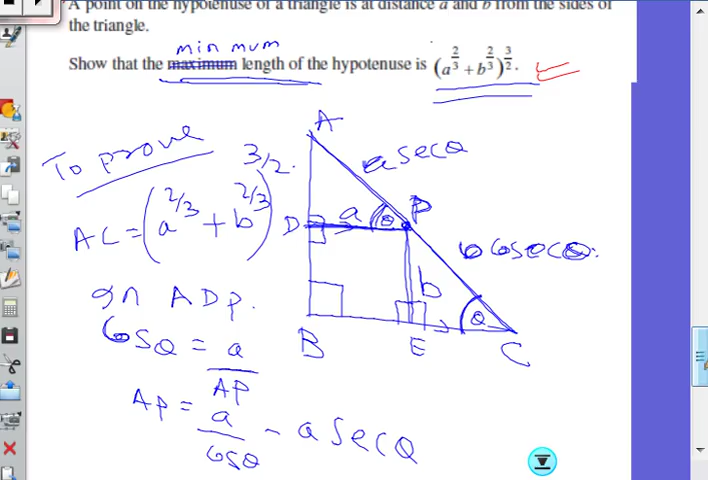 A point on the hypotenuse of a triangle is at distance a and b from the sides of
the triangle.
min mum
Show that the maximum length of the hypotenuse is (a^{2/3} + b^{2/3})^{3/2}.
To prove
AC = (a^{2/3} + b^{2/3})^{3/2}.
A
a secθ
D a θ P
b cosecθ.
b
θ
B E C
In ADP.
cosθ = a/AP
AP = a/cosθ = a secθ